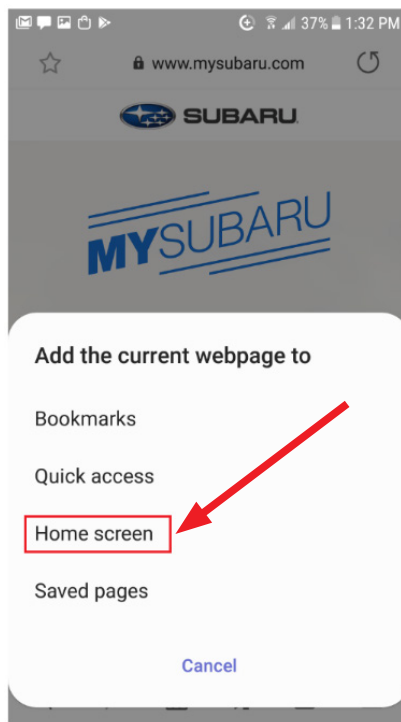 37% 1:32 PM
www.mysubaru.com
SUBARU
MYSUBARU
Add the current webpage to
Bookmarks
Quick access
Home screen
Saved pages
Cancel